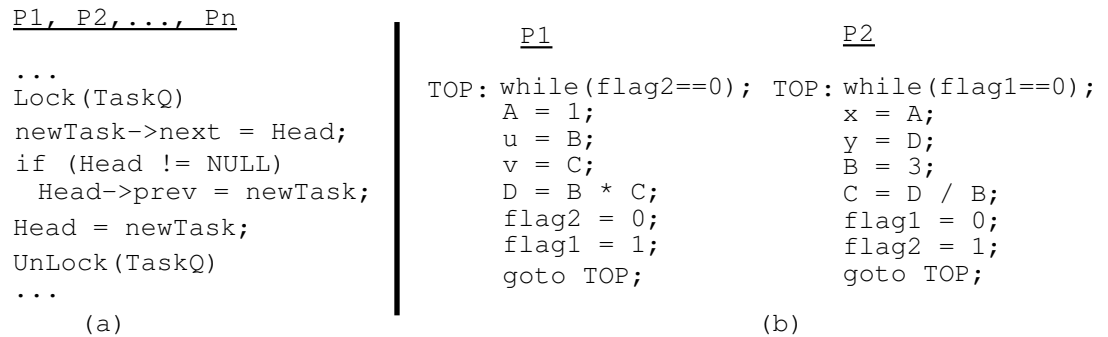 P1, P2,..., Pn
...
Lock(TaskQ)
newTask->next = Head;
if (Head != NULL)
Head->prev = newTask;
Head = newTask;
UnLock(TaskQ)
...
(a)
P1
TOP: while(flag2==0);
A = 1;
u = B;
v = C;
D = B * C;
flag2 = 0;
flag1 = 1;
goto TOP;
P2
TOP: while(flag1==0);
x = A;
y = D;
B = 3;
C = D / B;
flag1 = 0;
flag2 = 1;
goto TOP;
(b)